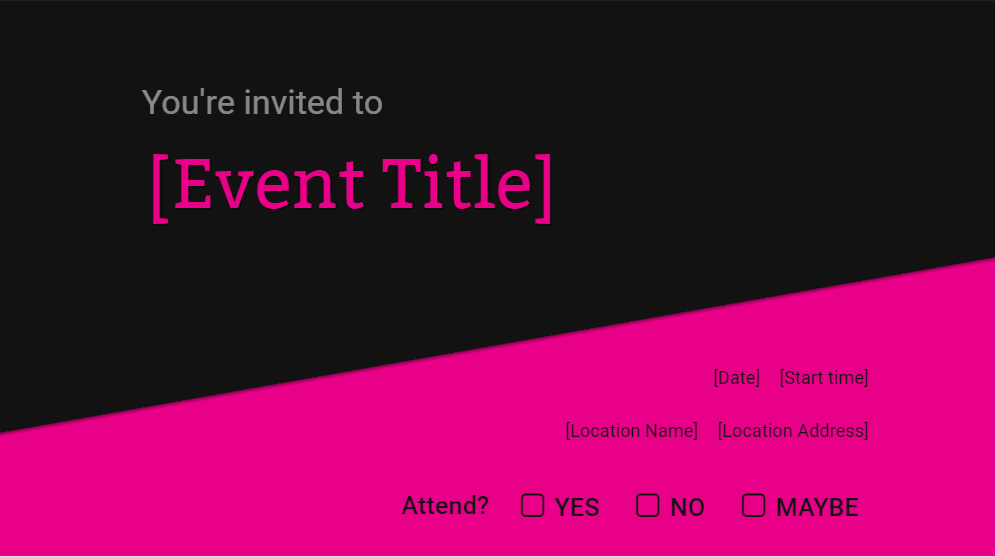 You're invited to
[Event Title]
[Date] [Start time]
[Location Name] [Location Address]
Attend? YES NO MAYBE